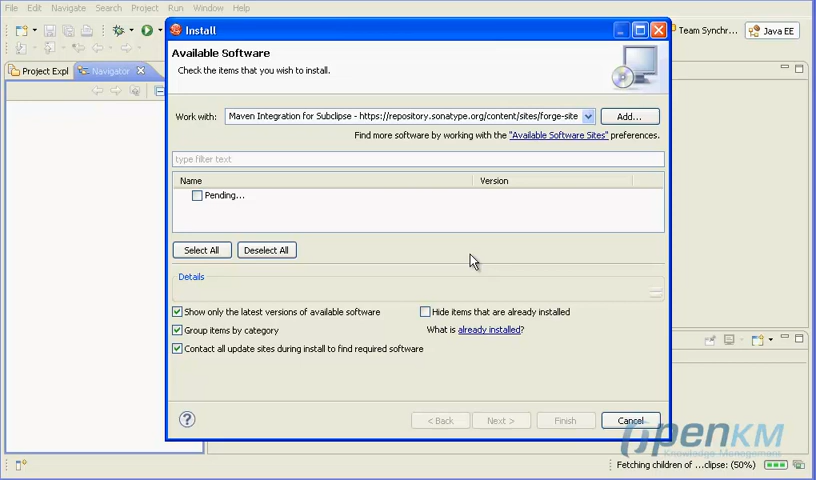 File Edit Navigate Search Project Run Window Help
Install
Team Synchr...
Java EE
Available Software
Check the items that you wish to install.
Project Expl
Navigator
Work with:
Maven Integration for Subclipse - https://repository.sonatype.org/content/sites/forge-site
Add...
Find more software by working with the "Available Software Sites" preferences.
type filter text
Name
Version
Pending...
Select All
Deselect All
Details
Show only the latest versions of available software
Hide items that are already installed
Group items by category
What is already installed?
Contact all update sites during install to find required software
?
< Back
Next >
Finish
Cancel
OpenKM
Knowledge Management
Fetching children of ...clipse: (50%)